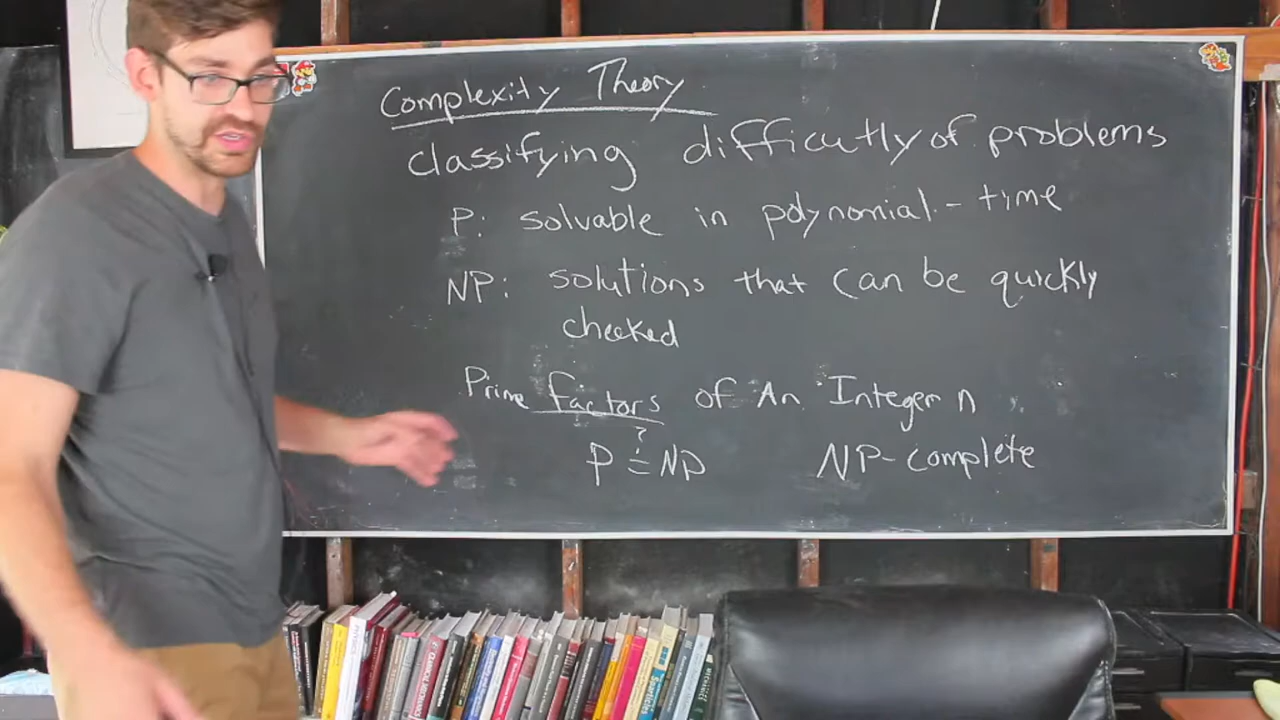 Complexity Theory
classifying difficutly of problems
P: solvable in polynomial-time
NP: solutions that can be quickly
checked
Prime factors of An Integer n
P ?= NP NP-complete